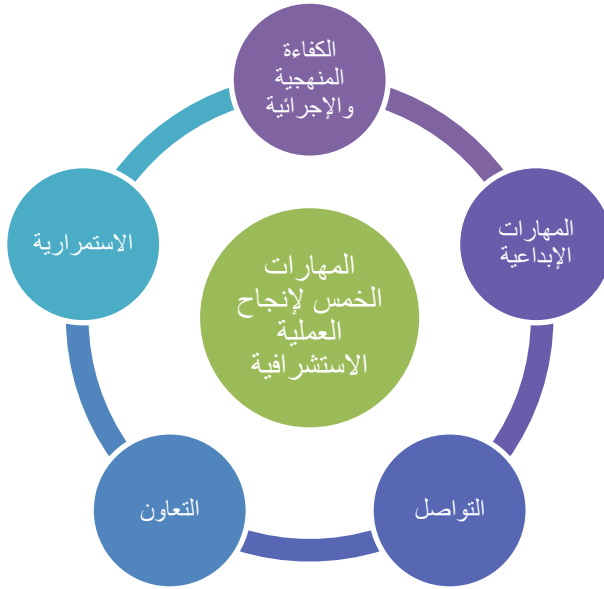 الكفاءة
المنهجية
والإجرائية
المهارات
الإبداعية
التواصل
التعاون
الاستمرارية
المهارات
الخمس لإنجاح
العملية
الاستشرافية